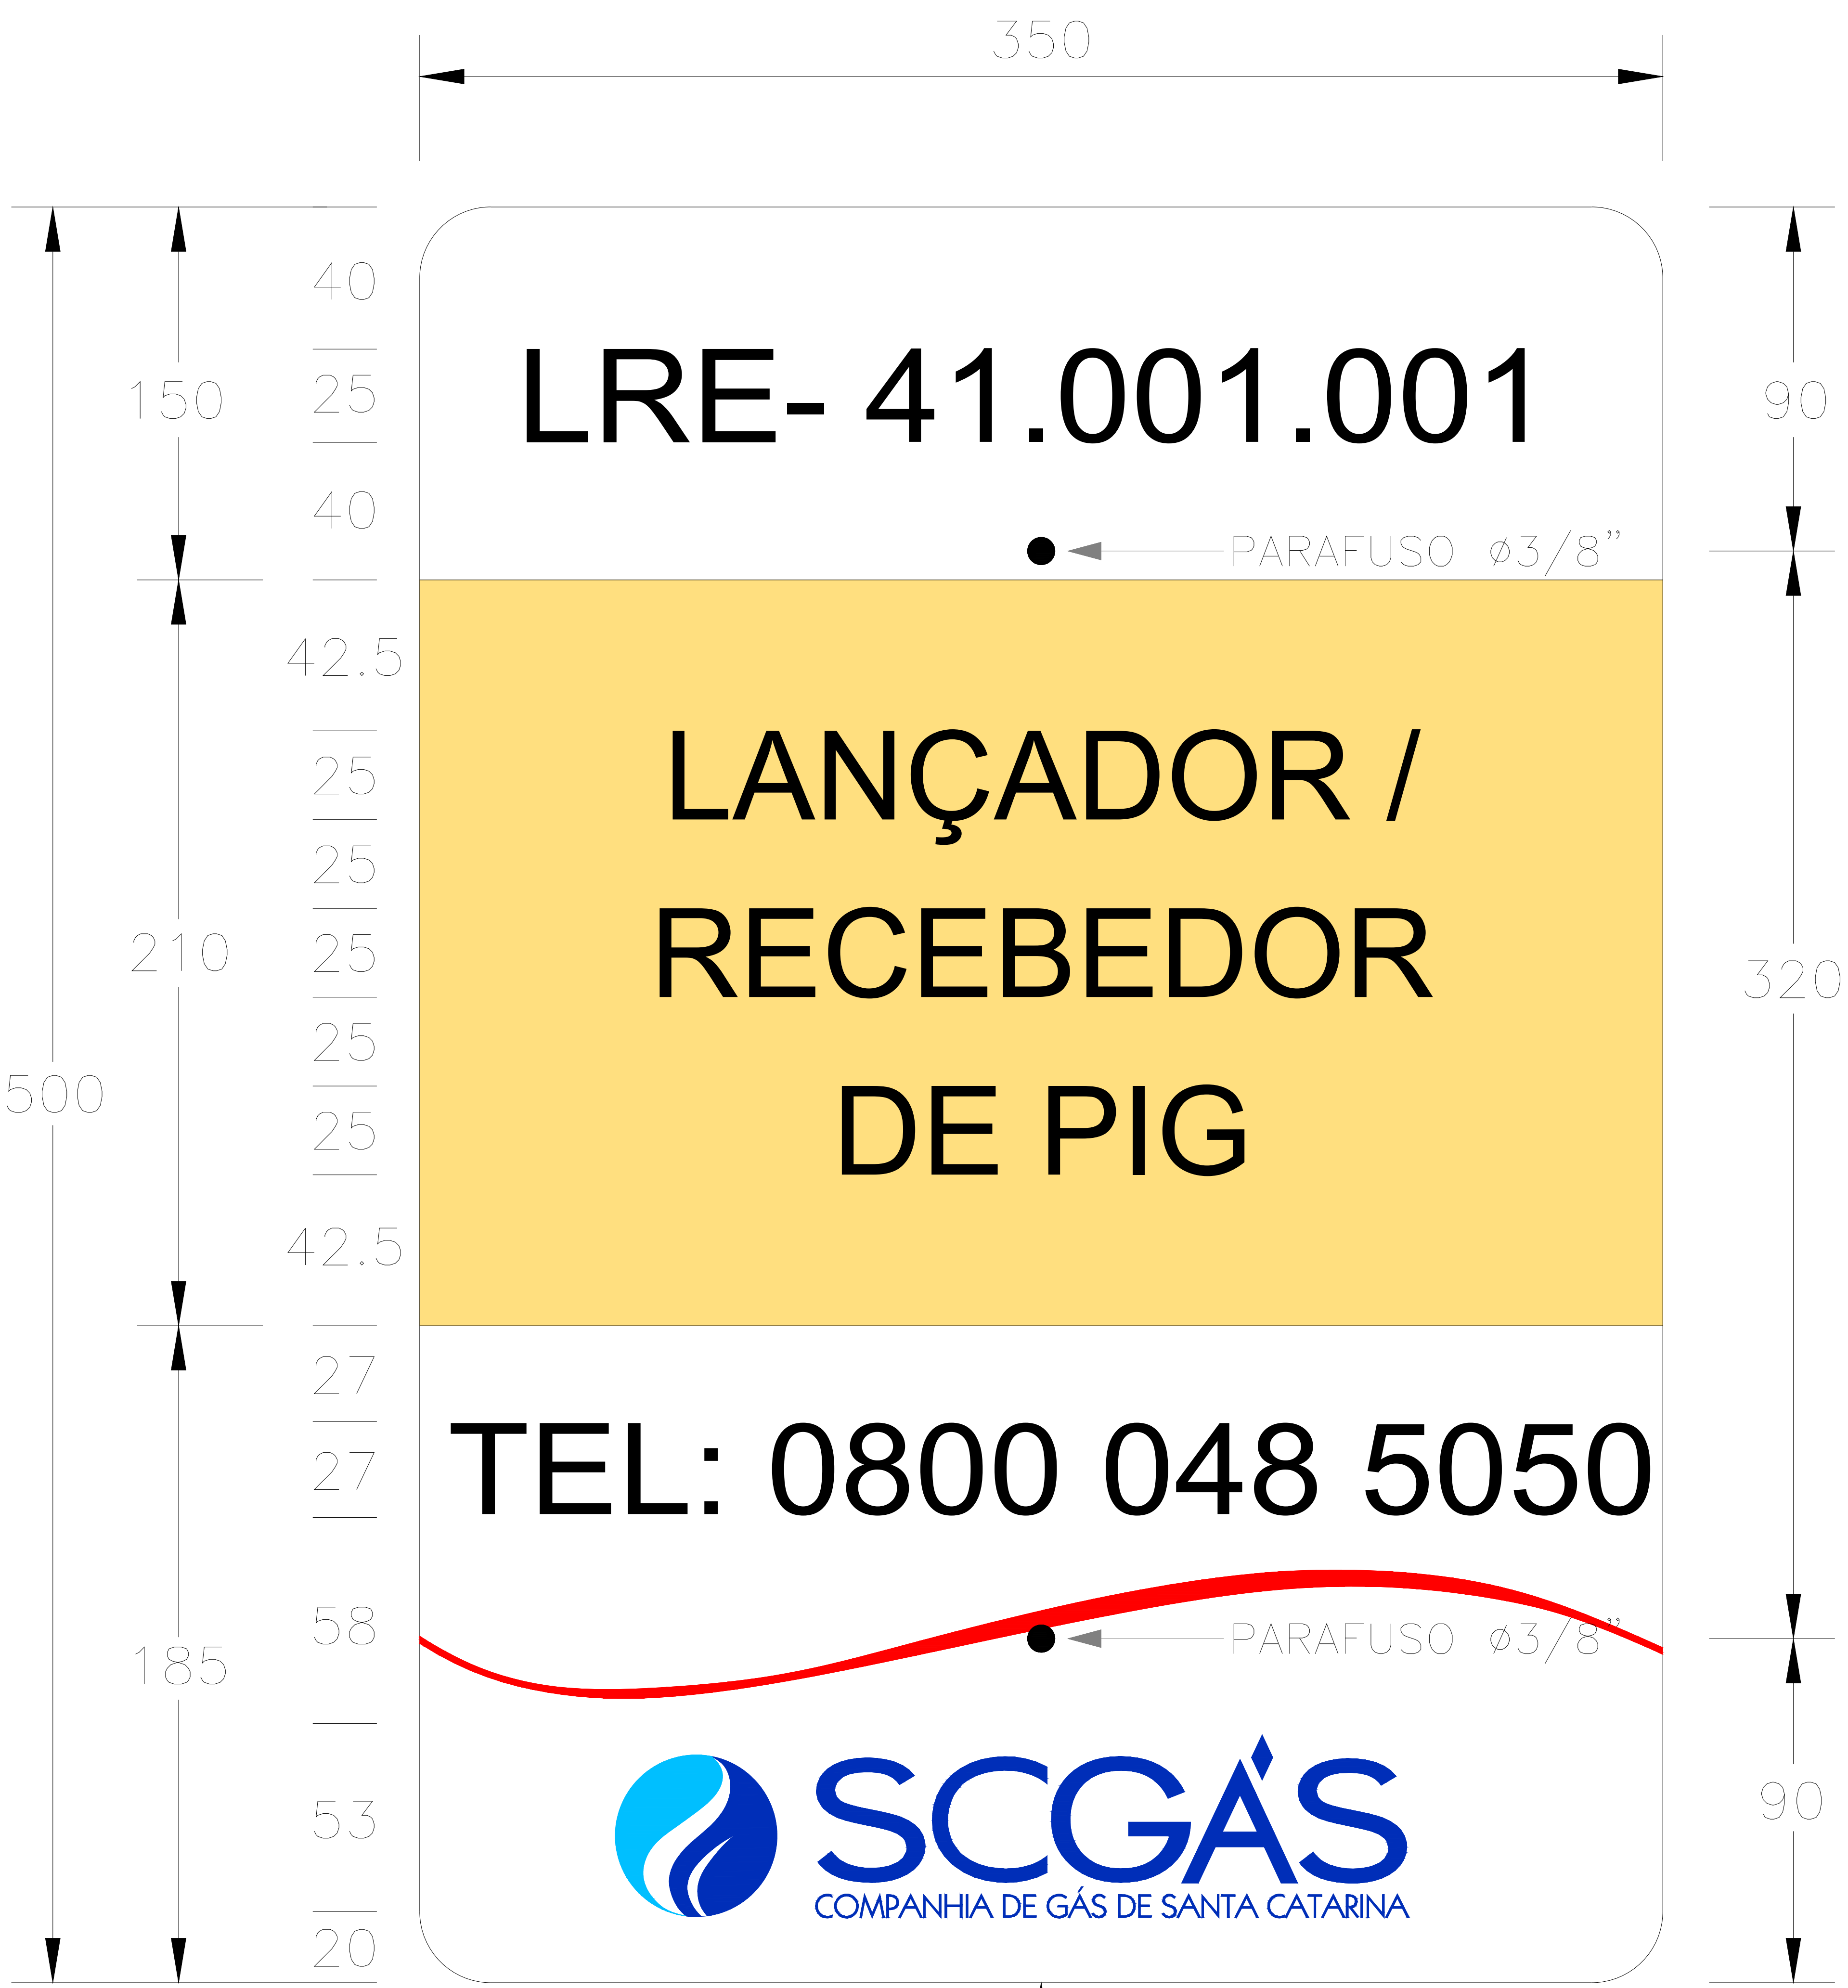 350
40
LRE- 41.001.001
25
150
90
40
PARAFUSO ø3/8”
42.5
LANÇADOR /
25
25
RECEBEDOR
25
210
320
25
500
DE PIG
25
42.5
27
TEL: 0800 048 5050
27
58
PARAFUSO ø3/8”
185
SCGÁS
53
90
COMPANHIA DE GÁS DE SANTA CATARINA
20